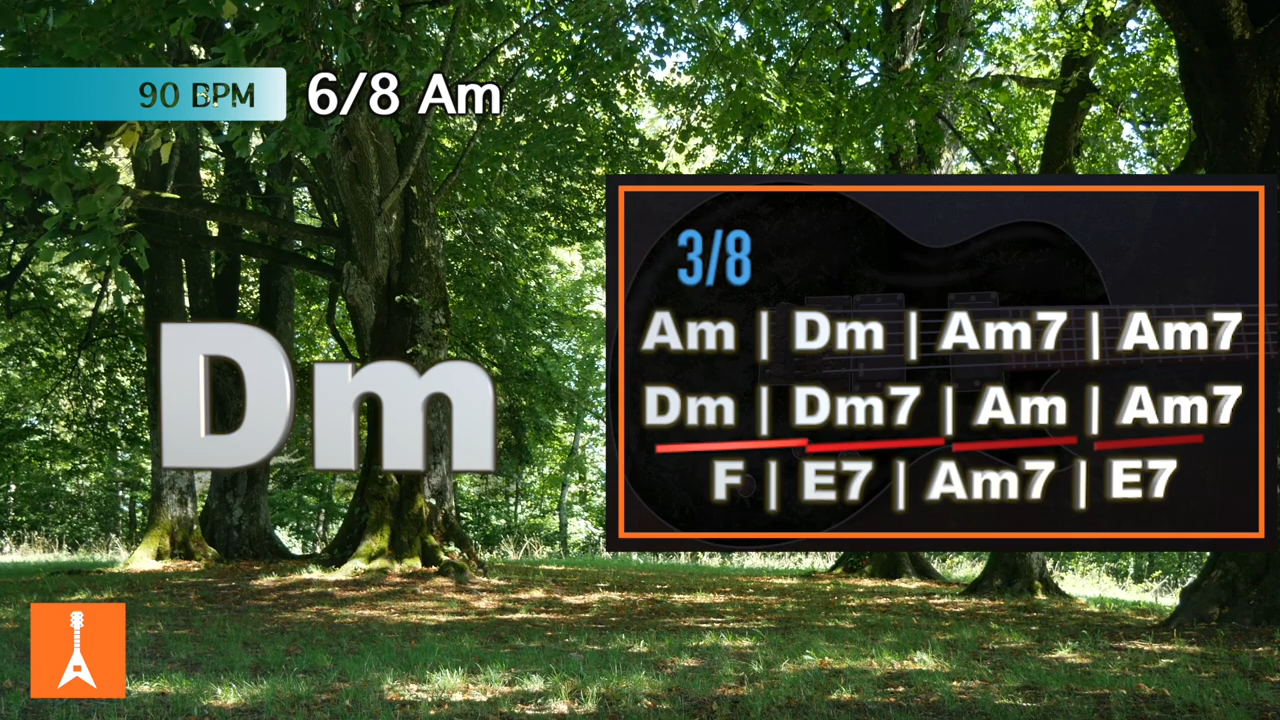 90 BPM
6/8 Am
3/8
Am | Dm | Am7 | Am7
Dm | Dm7 | Am | Am7
F | E7 | Am7 | E7
Dm